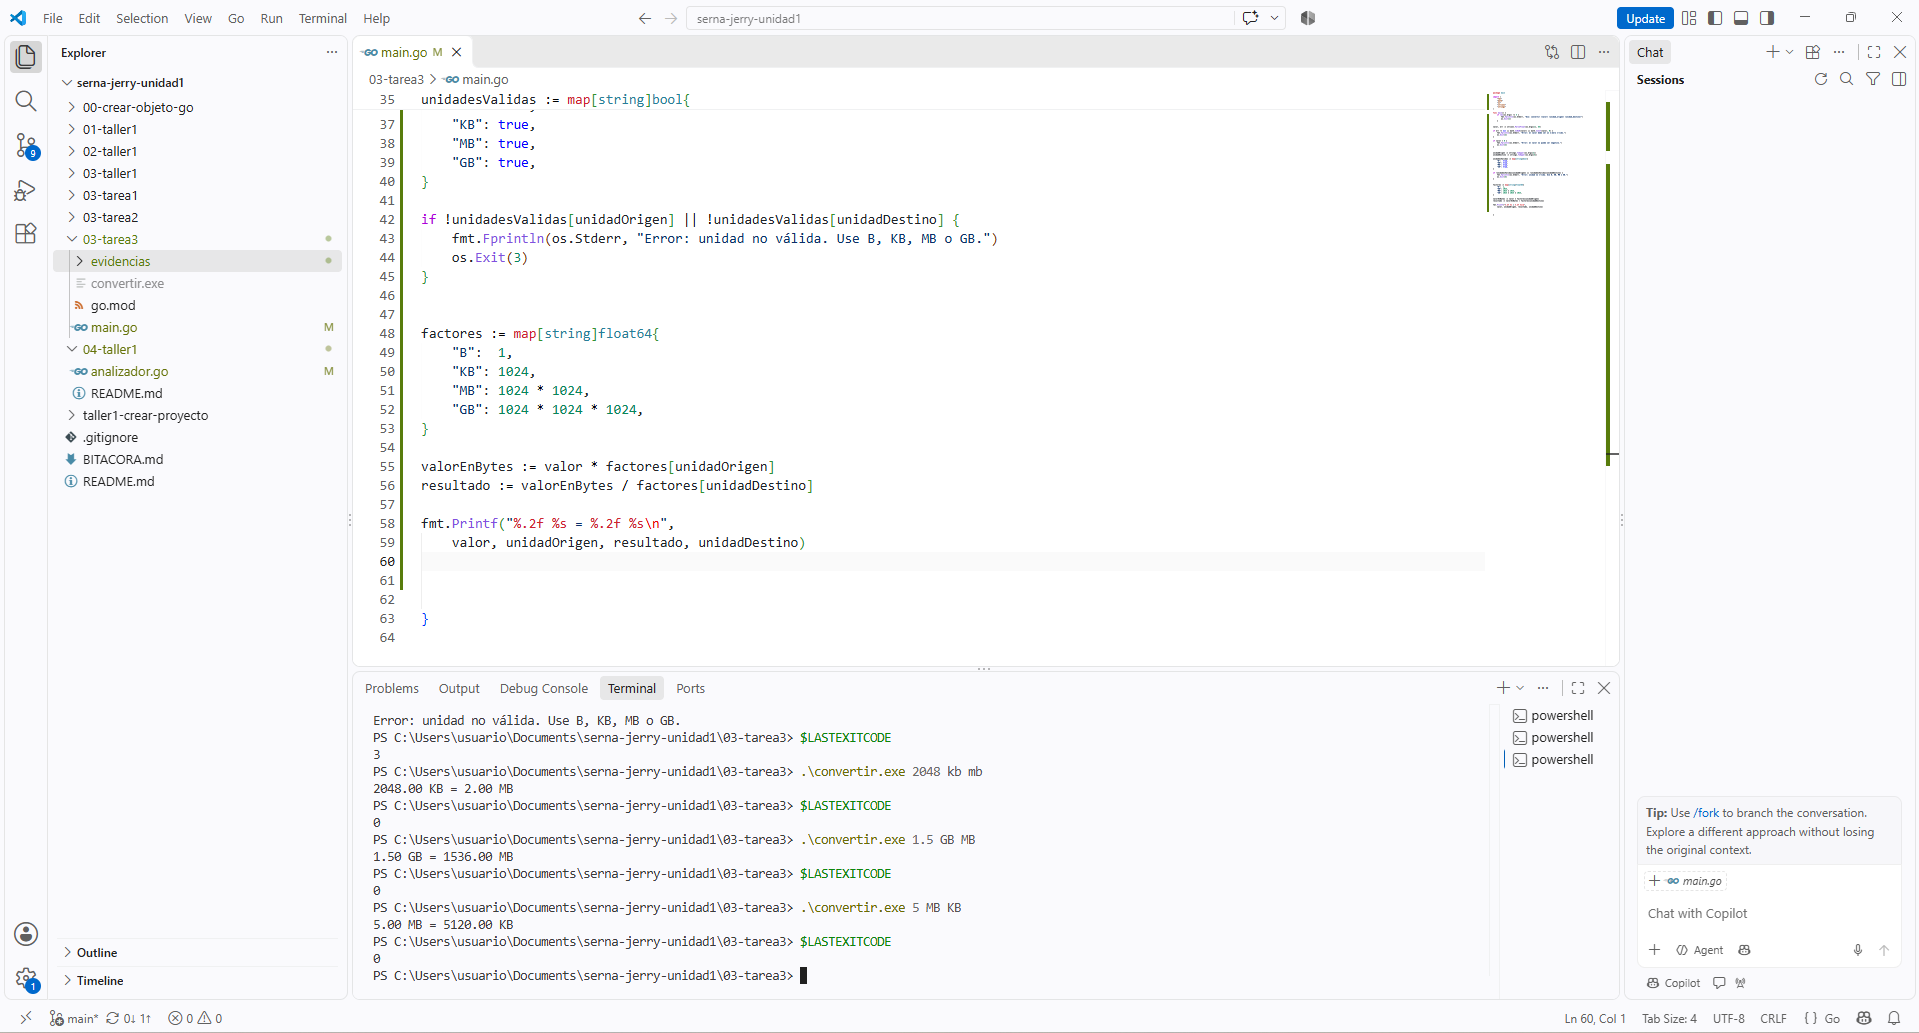 File Edit Selection View Go Run Terminal Help
serna-jerry-unidad1
Update
Explorer
serna-jerry-unidad1
00-crear-objeto-go
01-taller1
02-taller1
03-taller1
03-tarea1
03-tarea2
03-tarea3
evidencias
convertir.exe
go.mod
main.go M
04-taller1
analizador.go M
README.md
taller1-crear-proyecto
.gitignore
BITACORA.md
README.md
Outline
Timeline
9
1
main.go M
03-tarea3 > main.go
35 unidadesValidas := map[string]bool{
37 "KB": true,
38 "MB": true,
39 "GB": true,
40 }
41
42 if !unidadesValidas[unidadOrigen] || !unidadesValidas[unidadDestino] {
43 fmt.Fprintln(os.Stderr, "Error: unidad no válida. Use B, KB, MB o GB.")
44 os.Exit(3)
45 }
46
47
48 factores := map[string]float64{
49 "B": 1,
50 "KB": 1024,
51 "MB": 1024 * 1024,
52 "GB": 1024 * 1024 * 1024,
53 }
54
55 valorEnBytes := valor * factores[unidadOrigen]
56 resultado := valorEnBytes / factores[unidadDestino]
57
58 fmt.Printf("%.2f %s = %.2f %s\n",
59 valor, unidadOrigen, resultado, unidadDestino)
60
61
62
63 }
64
Problems Output Debug Console Terminal Ports
Error: unidad no válida. Use B, KB, MB o GB.
PS C:\Users\usuario\Documents\serna-jerry-unidad1\03-tarea3> $LASTEXITCODE
3
PS C:\Users\usuario\Documents\serna-jerry-unidad1\03-tarea3> .\convertir.exe 2048 kb mb
2048.00 KB = 2.00 MB
PS C:\Users\usuario\Documents\serna-jerry-unidad1\03-tarea3> $LASTEXITCODE
0
PS C:\Users\usuario\Documents\serna-jerry-unidad1\03-tarea3> .\convertir.exe 1.5 GB MB
1.50 GB = 1536.00 MB
PS C:\Users\usuario\Documents\serna-jerry-unidad1\03-tarea3> $LASTEXITCODE
0
PS C:\Users\usuario\Documents\serna-jerry-unidad1\03-tarea3> .\convertir.exe 5 MB KB
5.00 MB = 5120.00 KB
PS C:\Users\usuario\Documents\serna-jerry-unidad1\03-tarea3> $LASTEXITCODE
0
PS C:\Users\usuario\Documents\serna-jerry-unidad1\03-tarea3>
powershell
powershell
powershell
Chat
Sessions
Tip: Use /fork to branch the conversation.
Explore a different approach without losing
the original context.
main.go
Chat with Copilot
Agent
Copilot
main* 0↓ 1↑ 0 0
Ln 60, Col 1 Tab Size: 4 UTF-8 CRLF { } Go